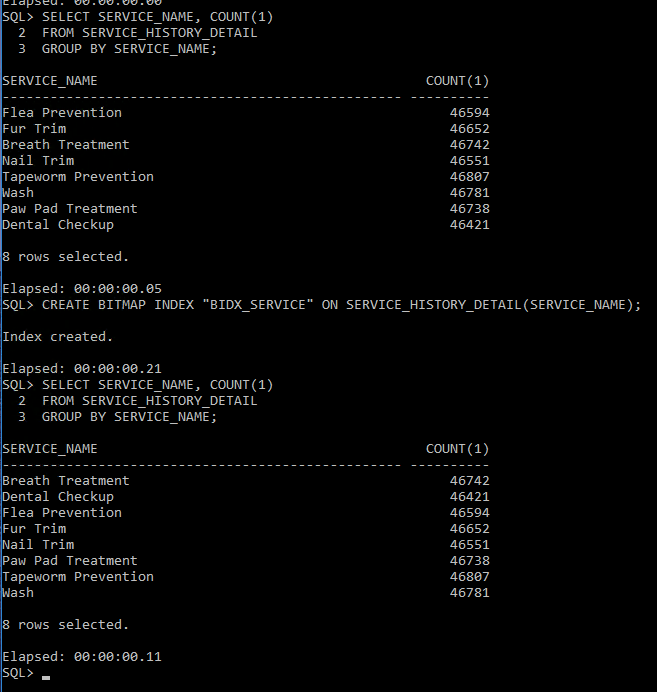 Elapsed: 00:00:00.00
SQL> SELECT SERVICE_NAME, COUNT(1)
  2  FROM SERVICE_HISTORY_DETAIL
  3  GROUP BY SERVICE_NAME;
SERVICE_NAME                                         COUNT(1)
-------------------------------------------------- ----------
Flea Prevention                                         46594
Fur Trim                                                46652
Breath Treatment                                        46742
Nail Trim                                               46551
Tapeworm Prevention                                     46807
Wash                                                    46781
Paw Pad Treatment                                       46738
Dental Checkup                                          46421
8 rows selected.
Elapsed: 00:00:00.05
SQL> CREATE BITMAP INDEX "BIDX_SERVICE" ON SERVICE_HISTORY_DETAIL(SERVICE_NAME);
Index created.
Elapsed: 00:00:00.21
SQL> SELECT SERVICE_NAME, COUNT(1)
  2  FROM SERVICE_HISTORY_DETAIL
  3  GROUP BY SERVICE_NAME;
SERVICE_NAME                                         COUNT(1)
-------------------------------------------------- ----------
Breath Treatment                                        46742
Dental Checkup                                          46421
Flea Prevention                                         46594
Fur Trim                                                46652
Nail Trim                                               46551
Paw Pad Treatment                                       46738
Tapeworm Prevention                                     46807
Wash                                                    46781
8 rows selected.
Elapsed: 00:00:00.11
SQL>